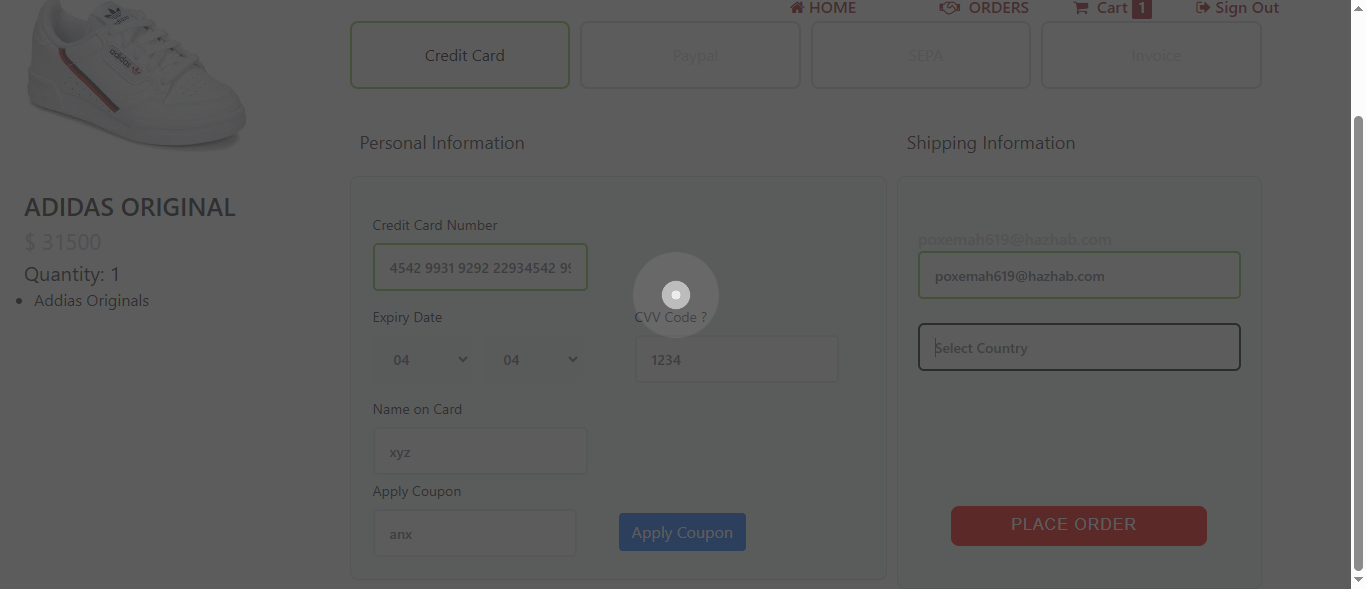 HOME
ORDERS
Cart 1
Sign Out
adidas
Credit Card
Paypal
SEPA
Invoice
Personal Information
Shipping Information
ADIDAS ORIGINAL
$ 31500
Quantity: 1
Addias Originals
Credit Card Number
4542 9931 9292 22934542 99
Expiry Date
CVV Code ?
04
04
1234
Name on Card
xyz
Apply Coupon
anx
Apply Coupon
poxemah619@hazhab.com
poxemah619@hazhab.com
Select Country
PLACE ORDER